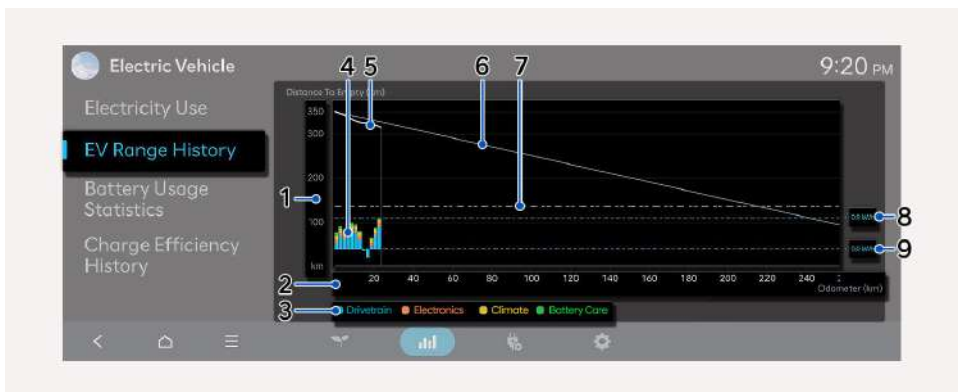 4 5 6 7
Electric Vehicle
9:20 PM
Distance To Empty (km)
Electricity Use
EV Range History
Battery Usage
Statistics
Charge Efficiency
History
350
300
200
100
km
1
8
9
20 40 60 80 100 120 140 160 180 200 220 240
2
Odometer (km)
3
Drivetrain Electronics Climate Battery Care